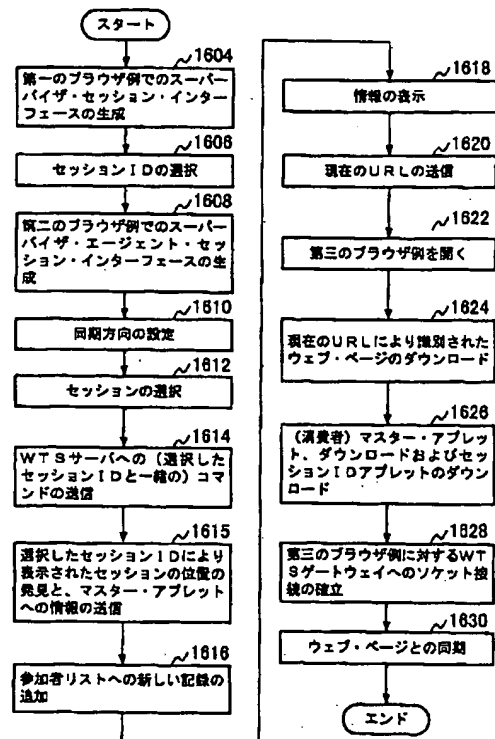 スタート
1604
第一のブラウザ例でのスーパー
バイザ・セッション・インター
フェースの生成
1606
セッションIDの選択
1608
第二のブラウザ例でのスーパー
バイザ・エージェント・セッ
ション・インターフェースの生
成
1610
同期方向の設定
1612
セッションの選択
1614
WTSサーバへの(選択した
セッションIDと一緒の)コマ
ンドの送信
1615
選択したセッションIDにより
表示されたセッションの位置の
発見と、マスター・アプレット
への情報の送信
1616
参加者リストへの新しい記録の
追加
1618
情報の表示
1620
現在のURLの送信
1622
第三のブラウザ例を開く
1624
現在のURLにより識別された
ウェブ・ページのダウンロード
1626
(消費者)マスター・アプレッ
ト、ダウンロードおよびセッシ
ョンIDアプレットのダウン
ロード
1628
第三のブラウザ例に対するWT
Sゲートウェイへのソケット接
続の確立
1630
ウェブ・ページとの同期
エンド